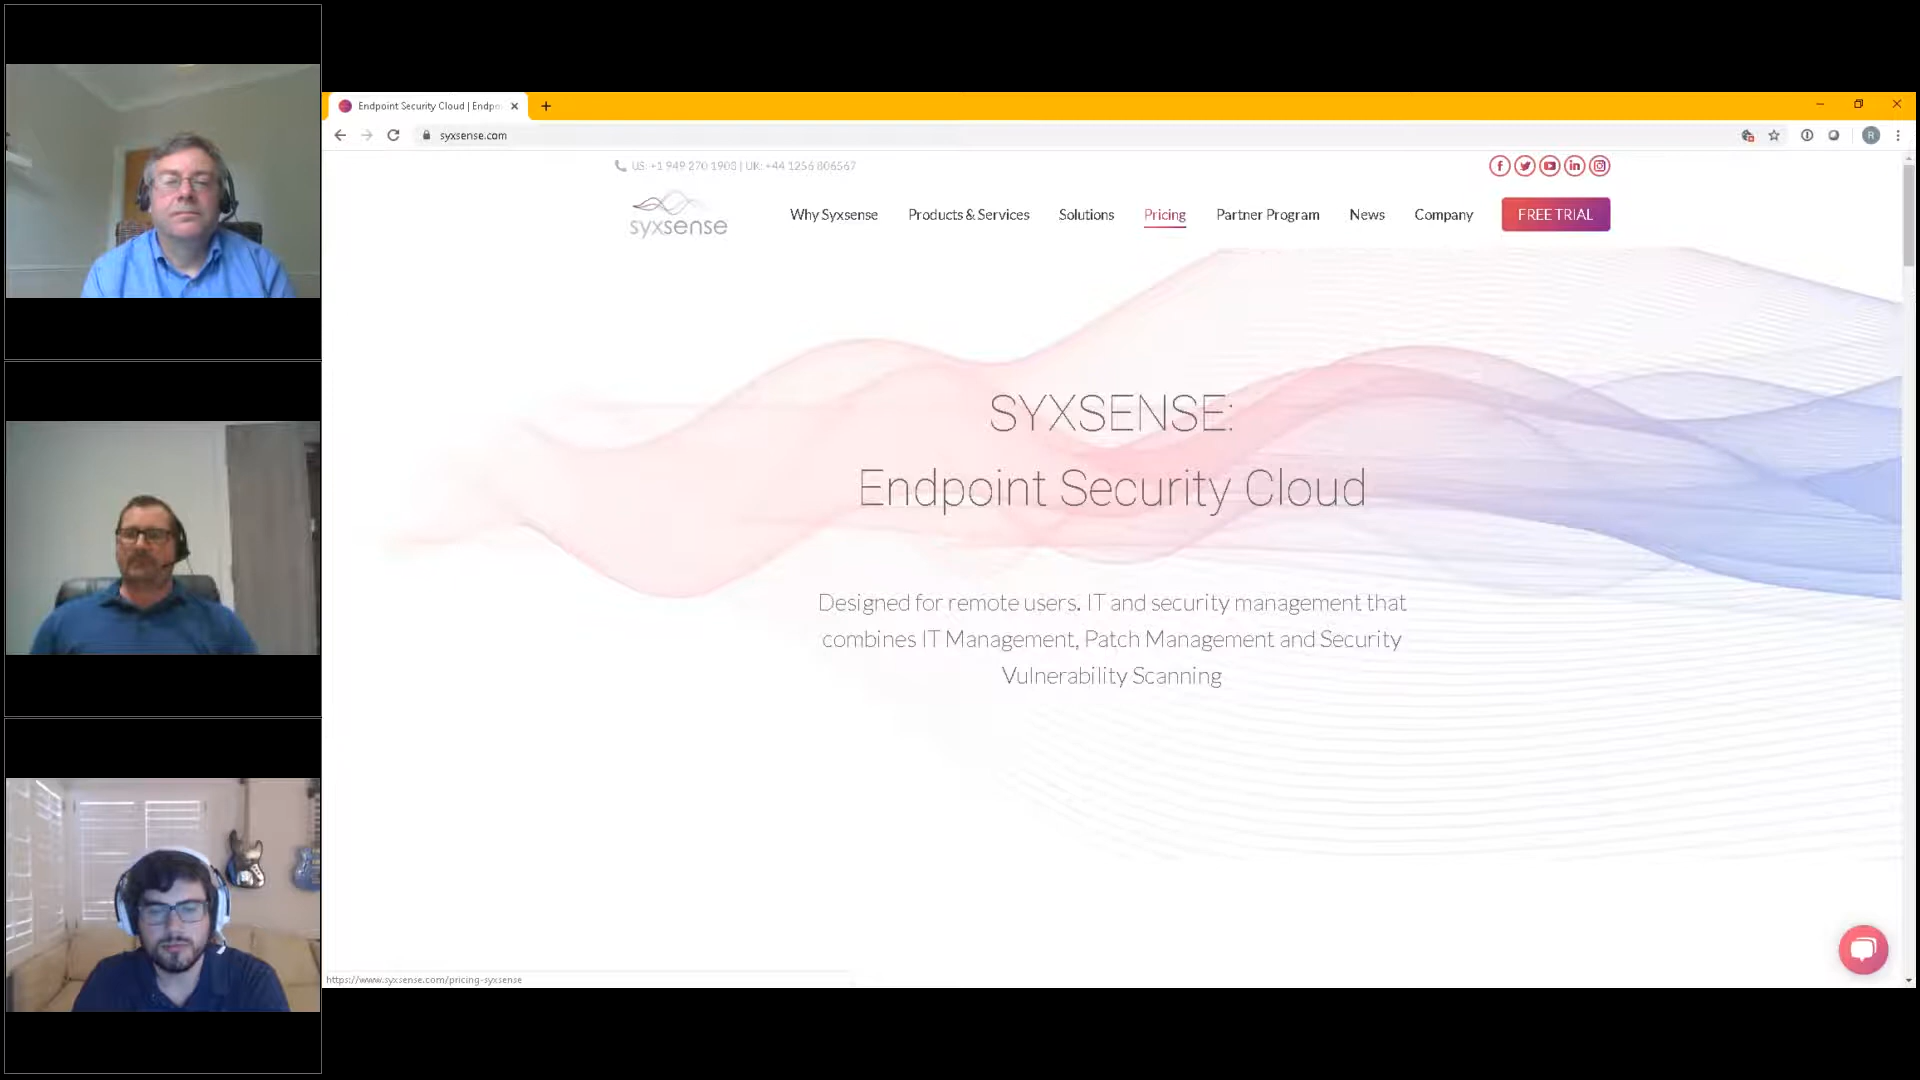 Endpoint Security Cloud | Endpo
syxsense.com
R
US: +1 949 270 1903 | UK: +44 1256 806567
syxsense
Why Syxsense Products & Services Solutions Pricing Partner Program News Company FREE TRIAL
SYXSENSE:
Endpoint Security Cloud
Designed for remote users. IT and security management that
combines IT Management, Patch Management and Security
Vulnerability Scanning
https://www.syxsense.com/pricing-syxsense